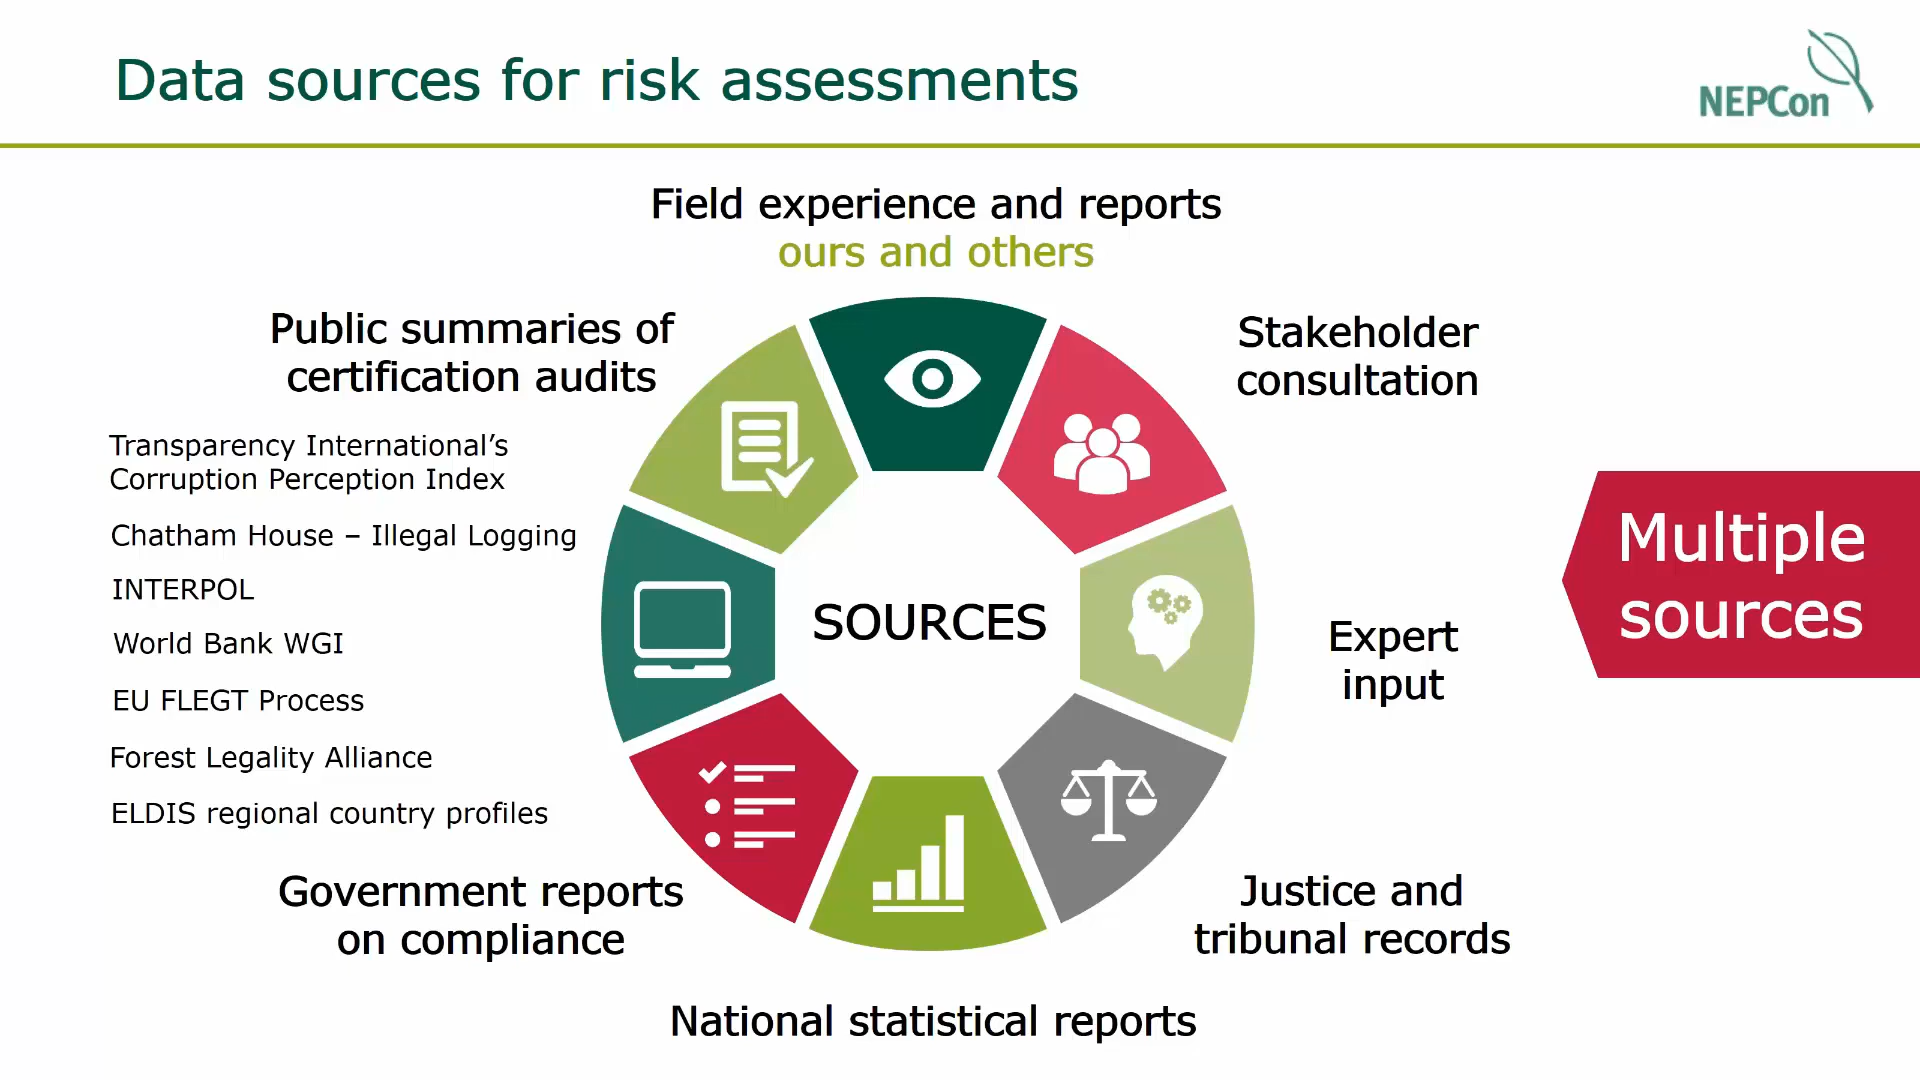 Data sources for risk assessments
NEPCon
Field experience and reports
ours and others
Public summaries of
certification audits
Stakeholder
consultation
Transparency International’s
Corruption Perception Index
Chatham House – Illegal Logging
INTERPOL
World Bank WGI
EU FLEGT Process
Forest Legality Alliance
ELDIS regional country profiles
SOURCES
Expert
input
Multiple
sources
Government reports
on compliance
Justice and
tribunal records
National statistical reports